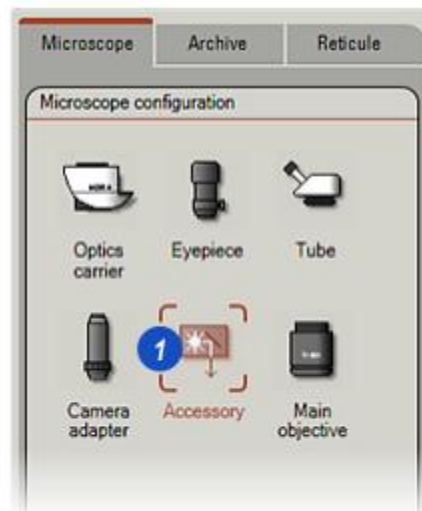 Microscope Archive Reticule
Microscope configuration
Optics carrier
Eyepiece
Tube
1
Camera adapter
Accessory
Main objective